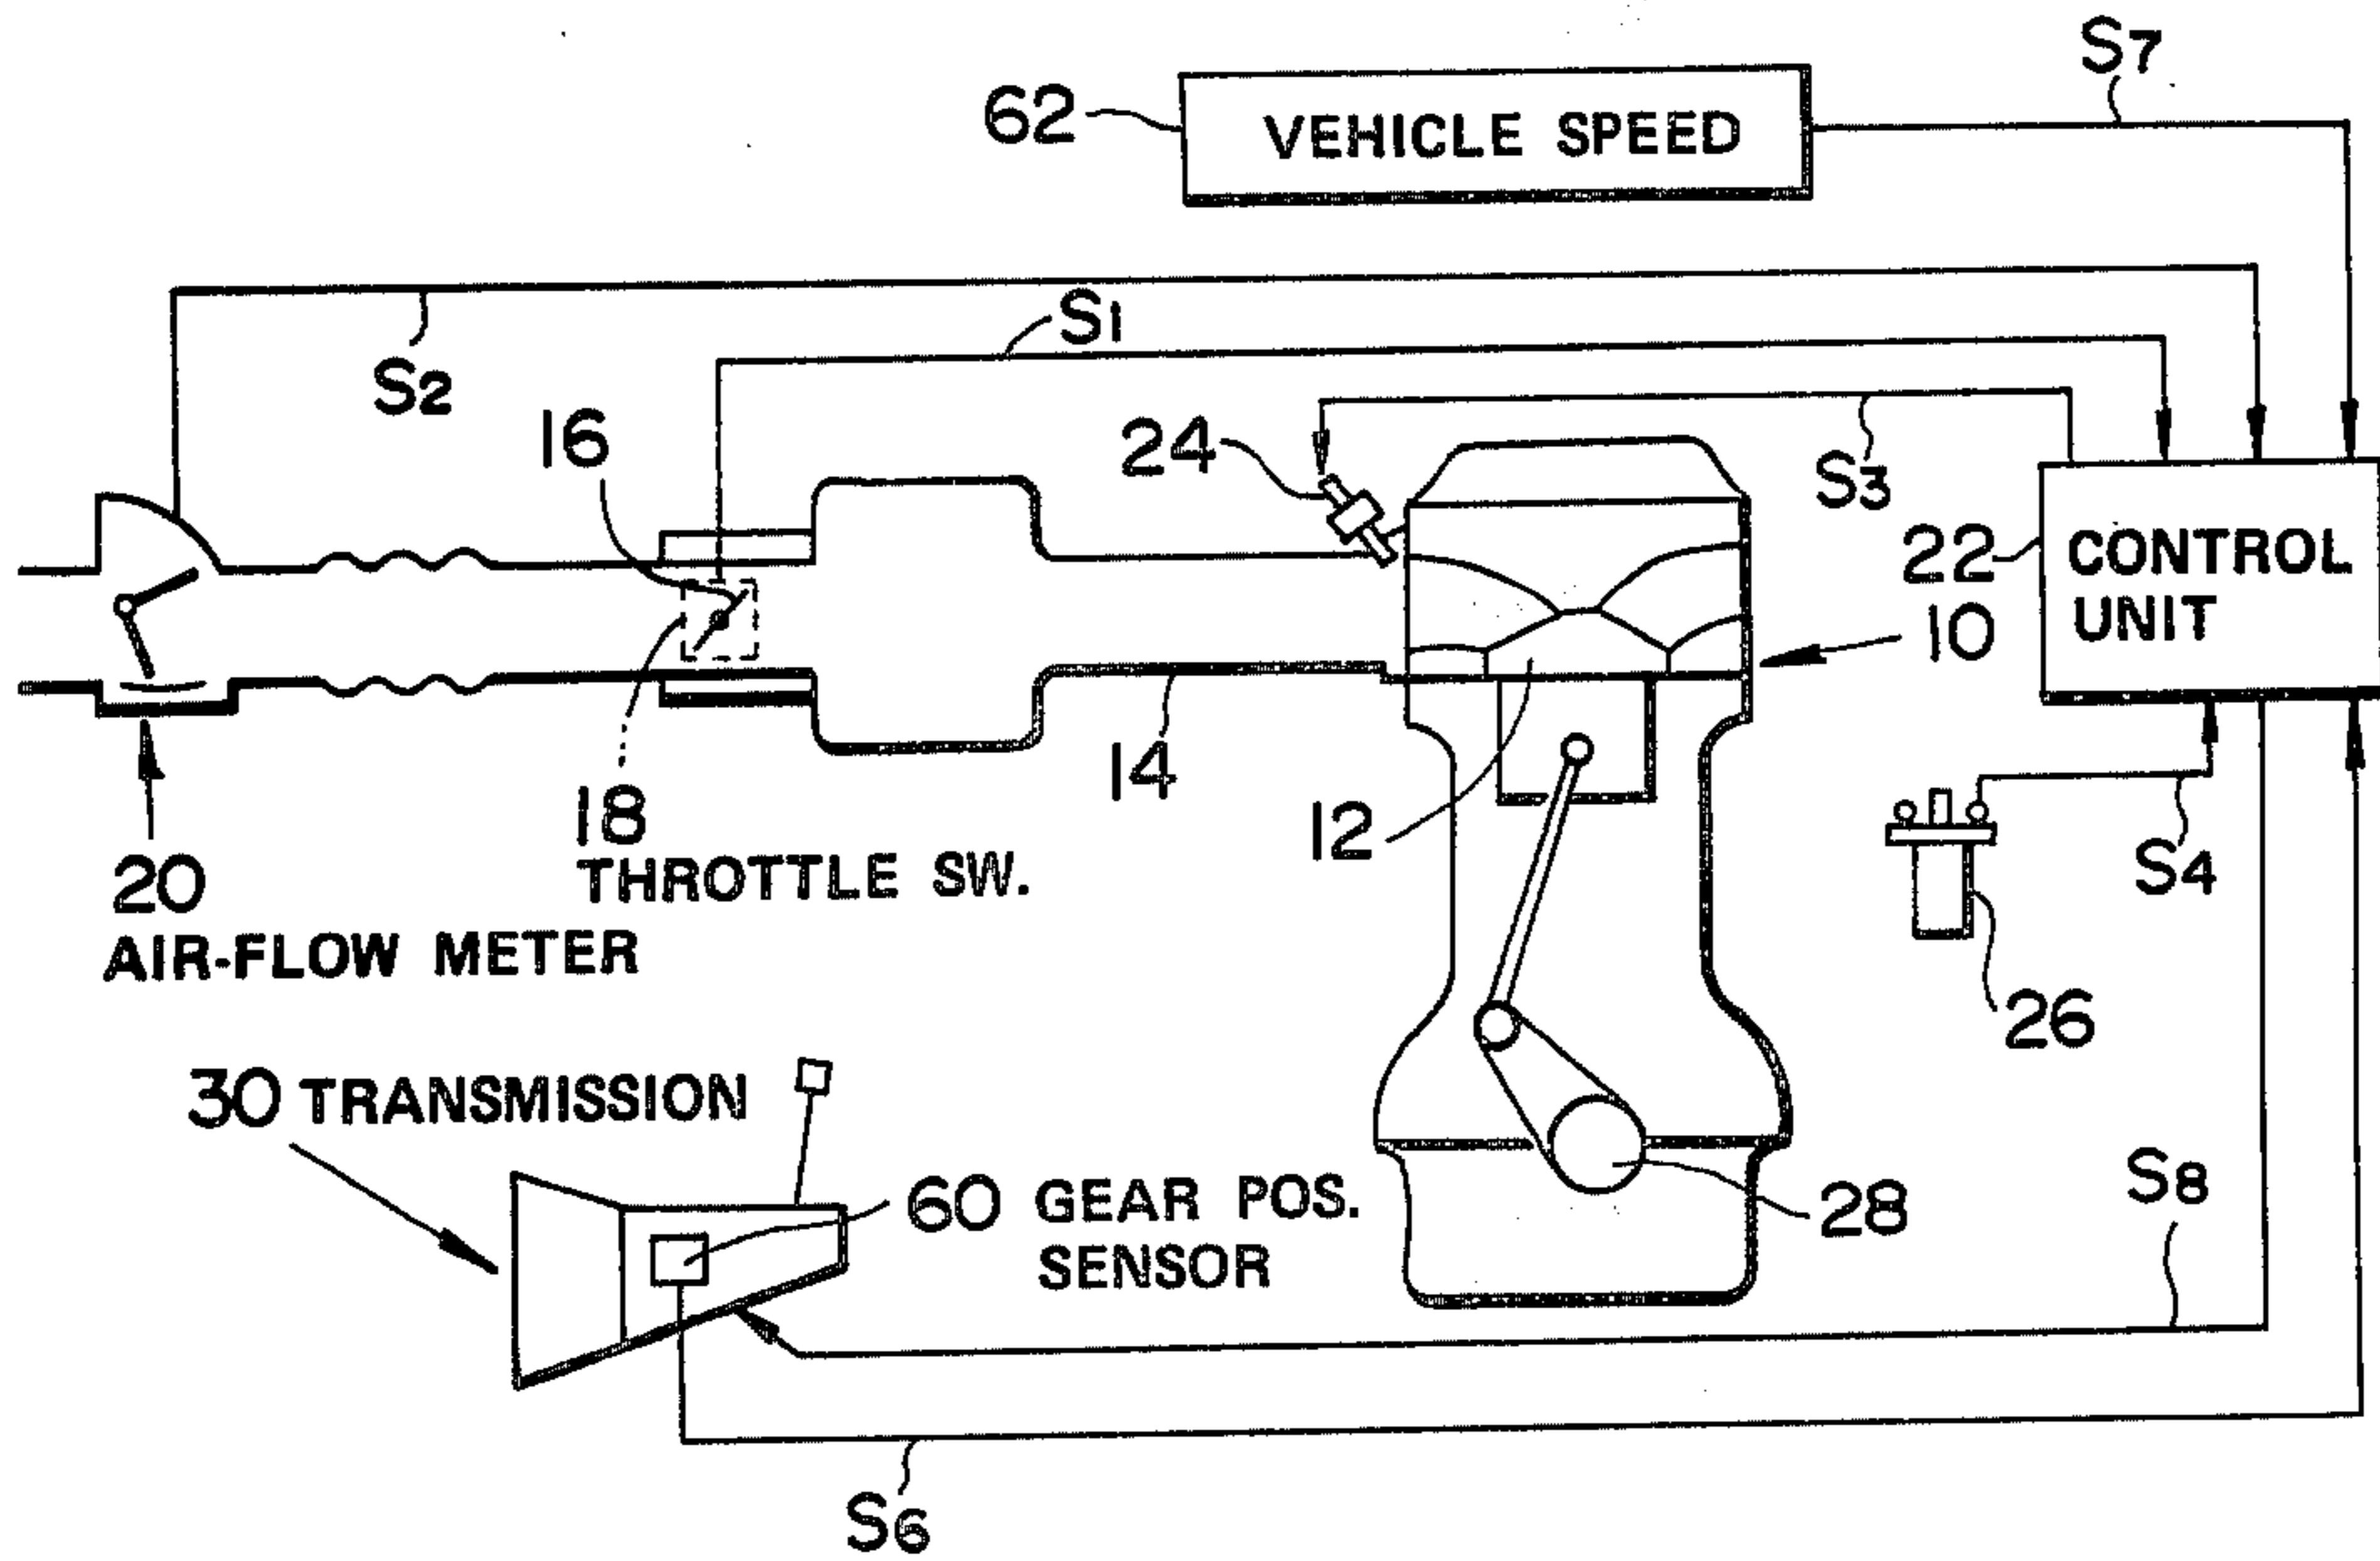 S7
62
VEHICLE SPEED
S1
S2
16
24
S3
22
CONTROL
UNIT
10
14
18
THROTTLE SW.
12
20
AIR-FLOW METER
S4
26
30 TRANSMISSION
60 GEAR POS.
SENSOR
28
S8
S6